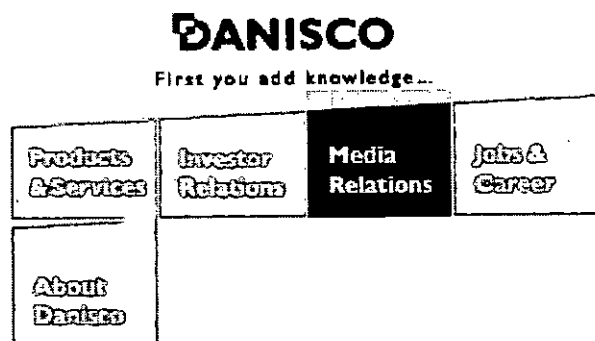 DANISCO
First you add knowledge...
Products
& Services
Investor
Relations
Media
Relations
Jobs &
Career
About
Danisco